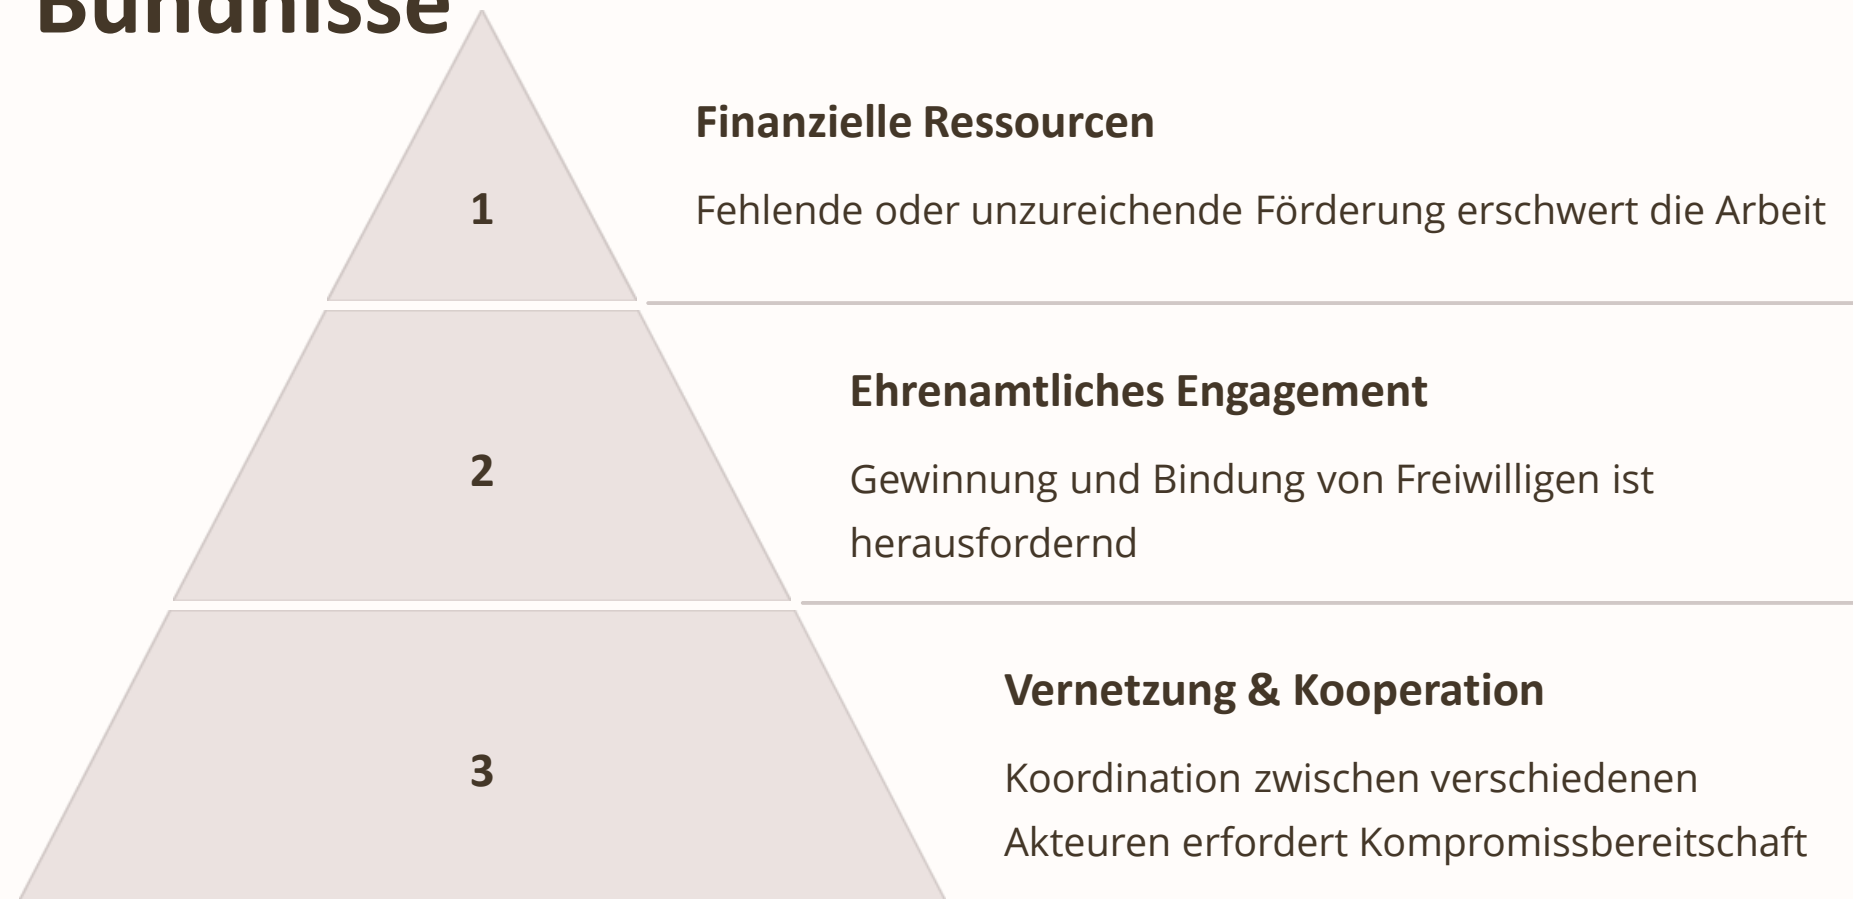 Bündnisse
Finanzielle Ressourcen
1
Fehlende oder unzureichende Förderung erschwert die Arbeit
Ehrenamtliches Engagement
2
Gewinnung und Bindung von Freiwilligen ist
herausfordernd
Vernetzung & Kooperation
3
Koordination zwischen verschiedenen
Akteuren erfordert Kompromissbereitschaft